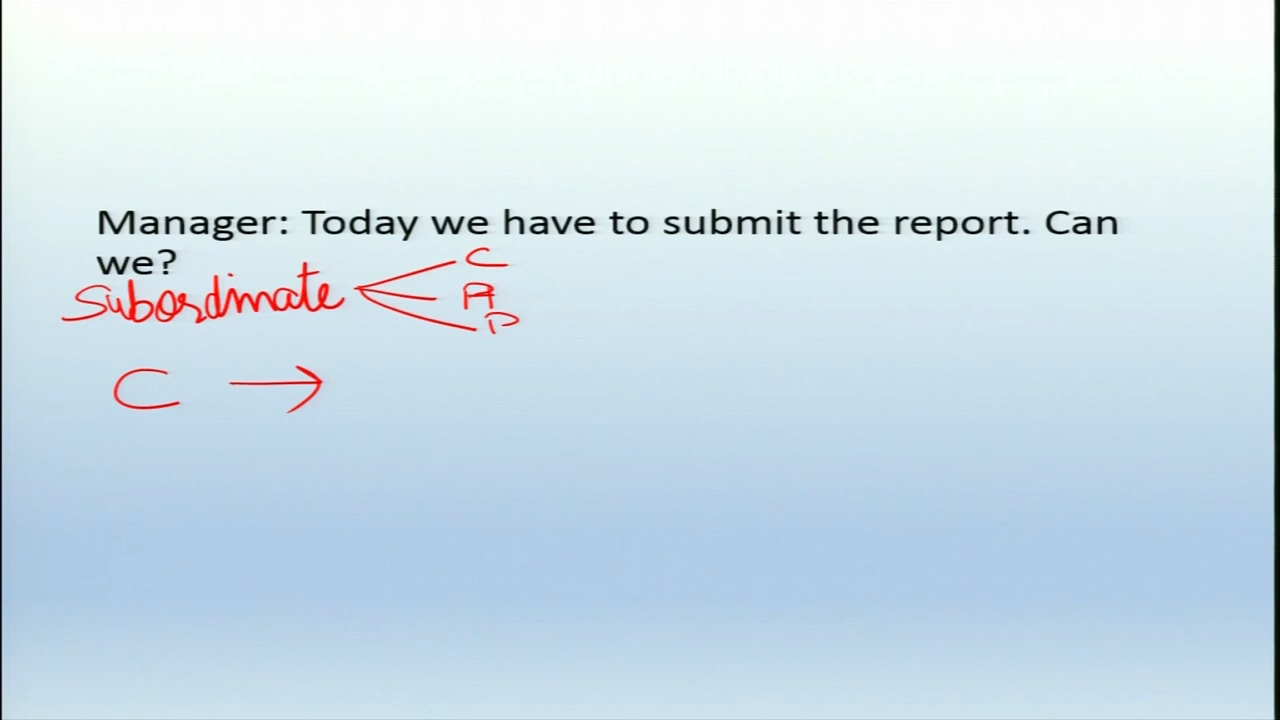 Manager: Today we have to submit the report. Can
we?
Subordinate
C
A
P
C →